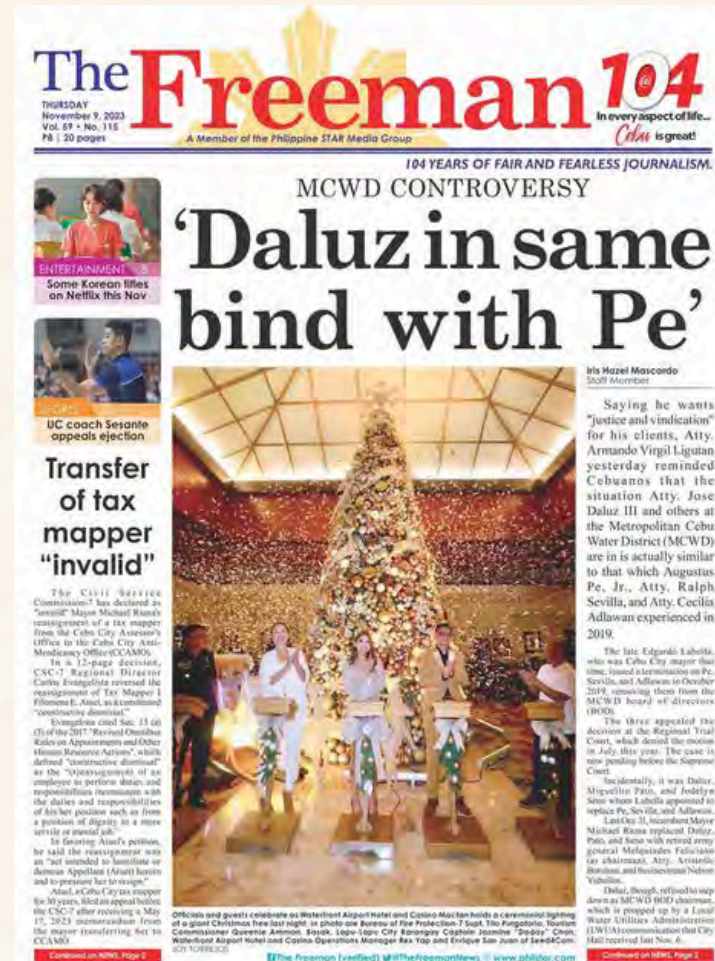 The Freeman
THURSDAY
November 9, 2023
Vol. 59 • No. 115
P8 | 20 pages
A Member of the Philippine STAR Media Group
104
In every aspect of life...
Cebu is great!
104 YEARS OF FAIR AND FEARLESS JOURNALISM.
MCWD CONTROVERSY
‘Daluz in same
bind with Pe’
ENTERTAINMENT 8
Some Korean titles
on Netflix this Nov
SPORTS
UC coach Sesante
appeals ejection
Transfer
of tax
mapper
“invalid”
The Civil Service
Commission-7 has declared as
"invalid" Mayor Michael Rama's
reassignment of a tax mapper
from the Cebu City Assessor's
Office to the Cebu City Anti-
Mendicancy Office (CCAMO).
In a 12-page decision,
CSC-7 Regional Director
Carlos Evangelista reversed the
reassignment of Tax Mapper I
Filomena E. Atuel, as it constituted
"constructive dismissal."
Evangelista cited Sec. 13 (a)
(3) of the 2017 "Revised Omnibus
Rules on Appointments and Other
Human Resource Actions", which
defined "constructive dismissal"
as the "(re)assignment of an
employee to perform duties and
responsibilities inconsistent with
the duties and responsibilities
of his/her position such as from
a position of dignity to a more
servile or menial job."
In favoring Atuel's petition,
he said the reassignment was
an "act intended to humiliate or
demean Appellant (Atuel) herein
and to pressure her to resign."
Atuel, a Cebu City tax mapper
for 30 years, filed an appeal before
the CSC-7 after receiving a May
17, 2023 memorandum from
the mayor transferring her to
CCAMO.
Continued on NEWS, Page 2
Iris Hazel Mascardo
Staff Member
Saying he wants
"justice and vindication"
for his clients, Atty.
Armando Virgil Ligutan
yesterday reminded
Cebuanos that the
situation Atty. Jose
Daluz III and others at
the Metropolitan Cebu
Water District (MCWD)
are in is actually similar
to that which Augustus
Pe, Jr., Atty. Ralph
Sevilla, and Atty. Cecilia
Adlawan experienced in
2019.
The late Edgardo Labella,
who was Cebu City mayor that
time, issued a termination on Pe,
Sevilla, and Adlawan in October
2019, removing them from the
MCWD board of directors
(BOD).
The three appealed the
decision at the Regional Trial
Court, which denied the motion
in July this year. The case is
now pending before the Supreme
Court.
Incidentally, it was Daluz,
Miguelito Pato, and Jodelyn
Seno whom Labella appointed to
replace Pe, Sevilla, and Adlawan.
Last Oct. 31, incumbent Mayor
Michael Rama replaced Daluz,
Pato, and Seno with retired army
general Melquiades Feliciano
(as chairman), Atty. Aristotle
Batuhan, and businessman Nelson
Yuvallos.
Daluz, though, refused to step
down as MCWD BOD chairman,
which is propped up by a Local
Water Utilities Administration
(LWUA) communication that City
Hall received last Nov. 6.
Continued on NEWS, Page 2
Officials and guests celebrate as Waterfront Airport Hotel and Casino Mactan holds a ceremonial lighting
of a giant Christmas Tree last night. In photo are Bureau of Fire Protection-7 Supt. Tito Purgatorio, Tourism
Commissioner Queenie Ammon, Basak, Lapu-Lapu City Barangay Captain Jasmine "Daday" Chan,
Waterfront Airport Hotel and Casino Operations Manager Rex Yap and Enrique San Juan of Seed4Com.
JOY TORREJOS
The Freeman (verified) @TheFreemanNews www.philstar.com